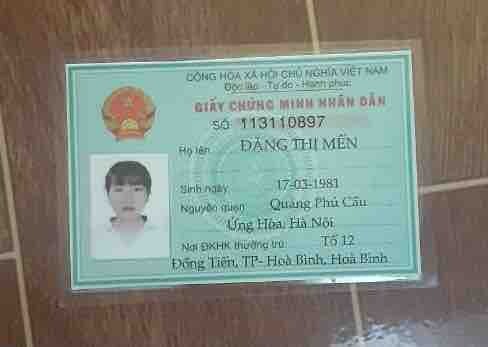 CỘNG HÒA XÃ HỘI CHỦ NGHĨA VIỆT NAM
Độc lập - Tự do - Hạnh phúc
GIẤY CHỨNG MINH NHÂN DÂN
SỐ 113110897
Họ tên ĐẶNG THỊ MẾN
Sinh ngày 17-03-1981
Nguyên quán Quảng Phú Cầu
Ứng Hòa, Hà Nội
Nơi ĐKHK thường trú Tổ 12
Đồng Tiến, TP- Hoà Bình, Hoà Bình